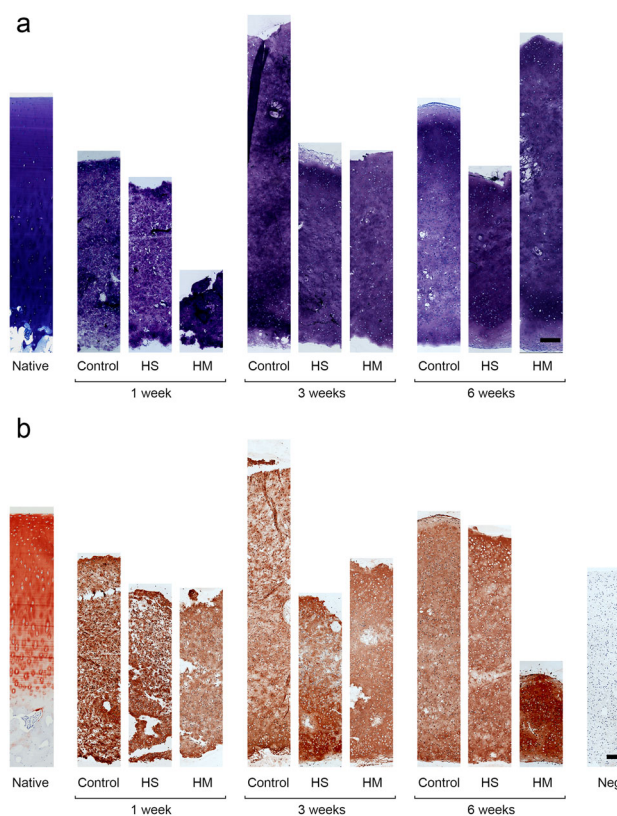 a
Native Control HS HM Control HS HM Control HS HM
1 week 3 weeks 6 weeks
b
Native Control HS HM Control HS HM Control HS HM Neg
1 week 3 weeks 6 weeks